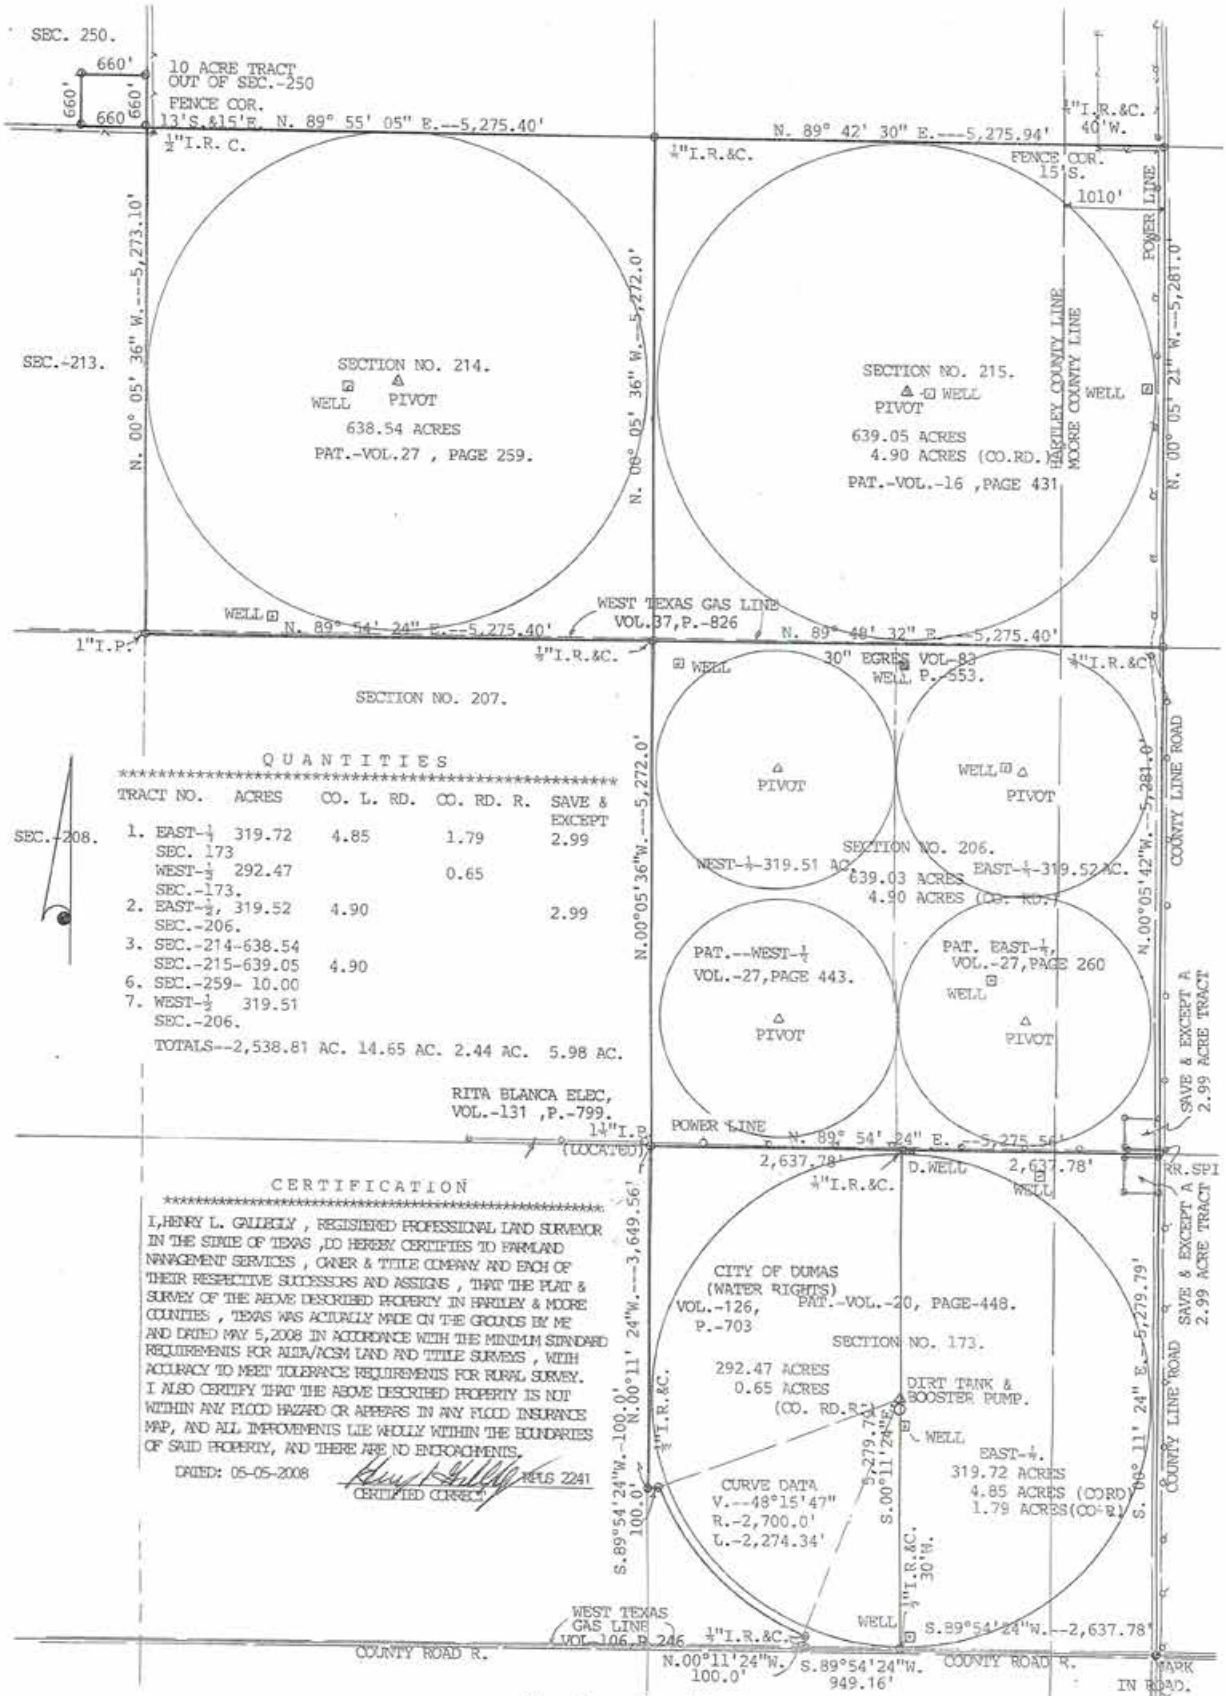 SEC. 250.
660'
660'
660'
660
10 ACRE TRACT
OUT OF SEC.-250
FENCE COR.
13'S.&15'E. N. 89° 55' 05" E.--5,275.40'
½"I.R. C.
½"I.R.&C.
N. 89° 42' 30" E.---5,275.94'
½"I.R.&C.
40'W.
FENCE COR.
15'S.
1010'
POWER LINE
N. 00° 05' 36" W.---5,273.10'
SEC.-213.
SECTION NO. 214.
WELL
PIVOT
638.54 ACRES
PAT.-VOL.27 , PAGE 259.
N. 00° 05' 36" W.--5,272.0'
SECTION NO. 215.
WELL
PIVOT
639.05 ACRES
4.90 ACRES (CO.RD.)
PAT.-VOL.-16 ,PAGE 431
HARTLEY COUNTY LINE
MOORE COUNTY LINE
WELL
N. 00° 05' 21" W.--5,281.0'
WELL
N. 89° 54' 24" E.--5,275.40'
WEST TEXAS GAS LINE
VOL.37,P.-826
N. 89° 48' 32" E.--5,275.40'
1"I.P.
½"I.R.&C.
WELL
30" EGRES VOL-83
WELL P.-553.
½"I.R.&C
SECTION NO. 207.
QUANTITIES
TRACT NO. ACRES CO. L. RD. CO. RD. R. SAVE &
EXCEPT
1. EAST-½ 319.72 4.85 1.79 2.99
SEC. 173
WEST-½ 292.47 0.65
SEC.-173.
2. EAST-½, 319.52 4.90 2.99
SEC.-206.
3. SEC.-214-638.54
SEC.-215-639.05 4.90
6. SEC.-259- 10.00
7. WEST-½ 319.51
SEC.-206.
TOTALS--2,538.81 AC. 14.65 AC. 2.44 AC. 5.98 AC.
SEC.-208.
N.00°05'36"W.---5,272.0'
PIVOT
WELL
PIVOT
SECTION NO. 206.
WEST-½-319.51 AC.
639.03 ACRES
EAST-½-319.52 AC.
4.90 ACRES (CO. RD.)
N.00°05'42"W.--5,281.0'
COUNTY LINE ROAD
PAT.--WEST-½
VOL.-27,PAGE 443.
PAT. EAST-½,
VOL.-27,PAGE 260
WELL
PIVOT
PIVOT
SAVE & EXCEPT A
2.99 ACRE TRACT
RITA BLANCA ELEC,
VOL.-131 ,P.-799.
1¼"I.P.
(LOCATED)
POWER LINE
N. 89° 54' 24" E. --5,275.56'
2,637.78'
½"I.R.&C.
D.WELL
2,637.78'
WELL
RR.SPI
SAVE & EXCEPT A
2.99 ACRE TRACT
CERTIFICATION
I,HENRY L. GALLEGLY , REGISTERED PROFESSIONAL LAND SURVEYOR
IN THE STATE OF TEXAS ,DO HEREBY CERTIFIES TO FARMLAND
NANAGEMENT SERVICES , OWNER & TITLE COMPANY AND EACH OF
THEIR RESPECTIVE SUCCESSORS AND ASSIGNS , THAT THE PLAT &
SURVEY OF THE ABOVE DESCRIBED PROPERTY IN HARTLEY & MOORE
COUNTIES , TEXAS WAS ACTUALLY MADE ON THE GROUNDS BY ME
AND DATED MAY 5,2008 IN ACCORDANCE WITH THE MINIMUM STANDARD
REQUIREMENTS FOR ALTA/ACSM LAND AND TITLE SURVEYS , WITH
ACCURACY TO MEET TOLERANCE REQUIREMENTS FOR RURAL SURVEY.
I ALSO CERTIFY THAT THE ABOVE DESCRIBED PROPERTY IS NOT
WITHIN ANY FLOOD HAZARD OR APPEARS IN ANY FLOOD INSURANCE
MAP, AND ALL IMPROVEMENTS LIE WHOLLY WITHIN THE BOUNDARIES
OF SAID PROPERTY, AND THERE ARE NO ENCROACHMENTS.
DATED: 05-05-2008
RPLS 2241
CERTIFIED CORRECT
N.00°11' 24"W.---3,649.56'
½"I.R.&C.
S.89°54'24"W.-100.0'
100.0'
CITY OF DUMAS
(WATER RIGHTS)
VOL.-126,
P.-703
PAT.-VOL.-20, PAGE-448.
SECTION NO. 173.
292.47 ACRES
0.65 ACRES
(CO. RD.R.)
DIRT TANK &
BOOSTER PUMP.
WELL
5,279.79'
S.00°11'24"E.
EAST-½.
319.72 ACRES
4.85 ACRES (CORD)
1.79 ACRES(CO-R)
CURVE DATA
V.--48°15'47"
R.-2,700.0'
L.-2,274.34'
S. 00° 11' 24" E.--5,279.79'
COUNTY LINE ROAD
½"I.R.&C.
30'N.
WELL
S.89°54'24"W.--2,637.78'
WEST TEXAS
GAS LINE
VOL-106,P.246
½"I.R.&C.
COUNTY ROAD R.
N.00°11'24"W.
100.0'
S.89°54'24"W.
949.16'
COUNTY ROAD R.
MARK
IN ROAD.